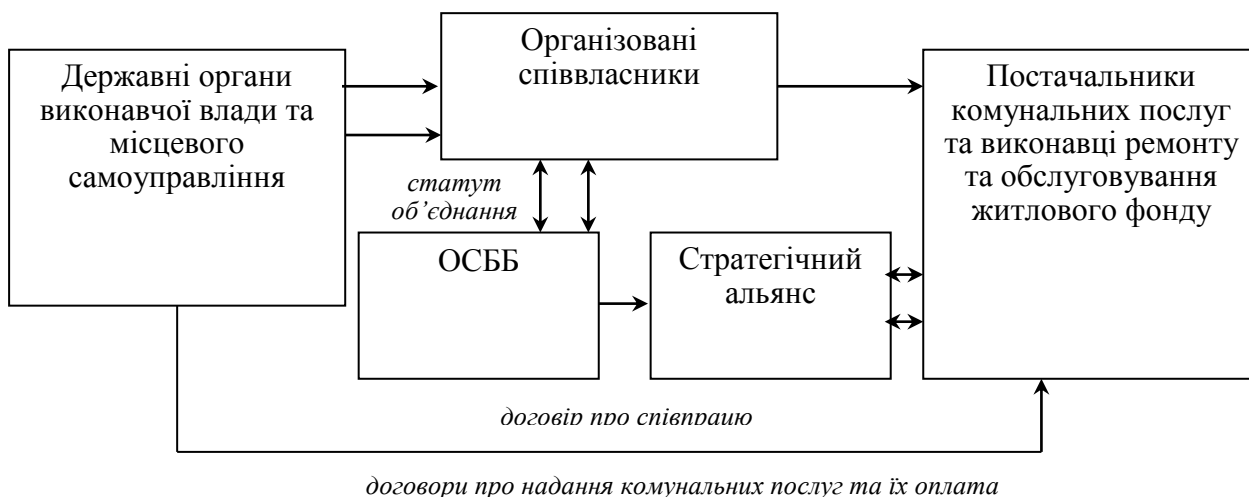 Державні органи
виконавчої влади та
місцевого
самоуправління
Організовані
співвласники
Постачальники
комунальних послуг
та виконавці ремонту
та обслуговування
житлового фонду
статут
об’єднання
ОСББ
Стратегічний
альянс
договір про співпрацю
договори про надання комунальних послуг та їх оплата